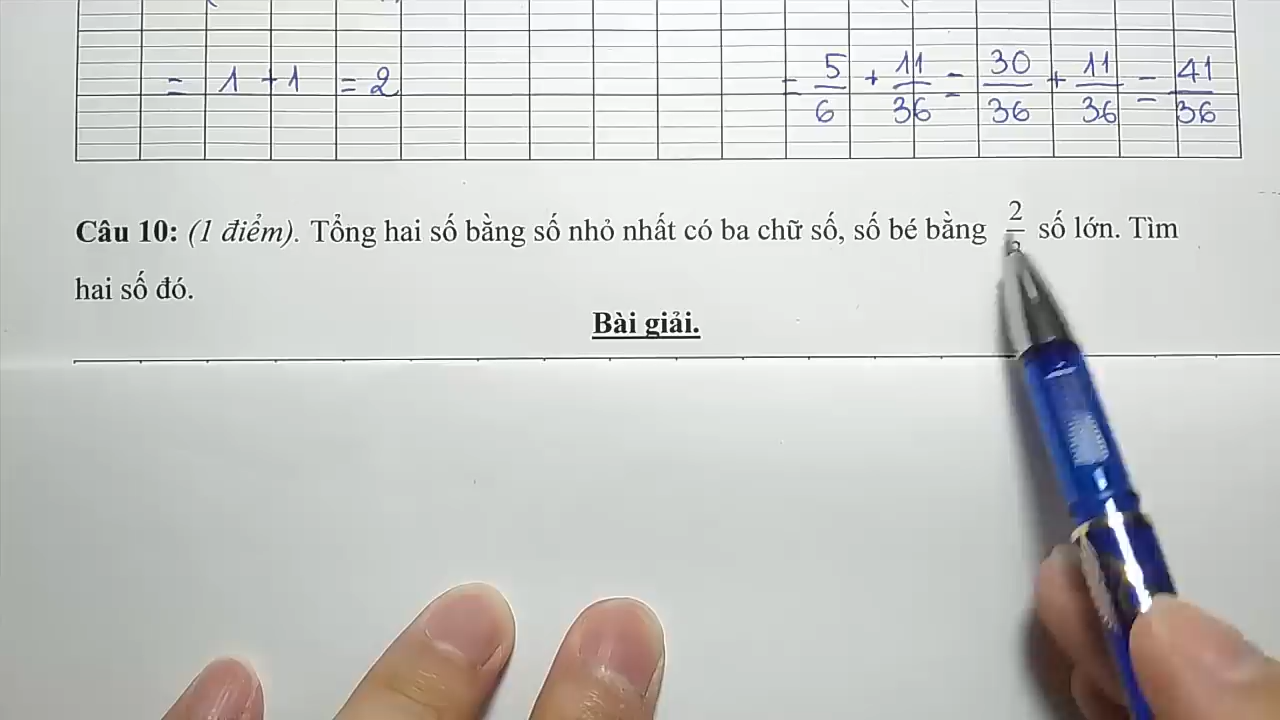 = 1 + 1 = 2
= 5/6 + 11/36 = 30/36 + 11/36 = 41/36
Câu 10: (1 điểm). Tổng hai số bằng số nhỏ nhất có ba chữ số, số bé bằng 2/ số lớn. Tìm
hai số đó.
Bài giải.